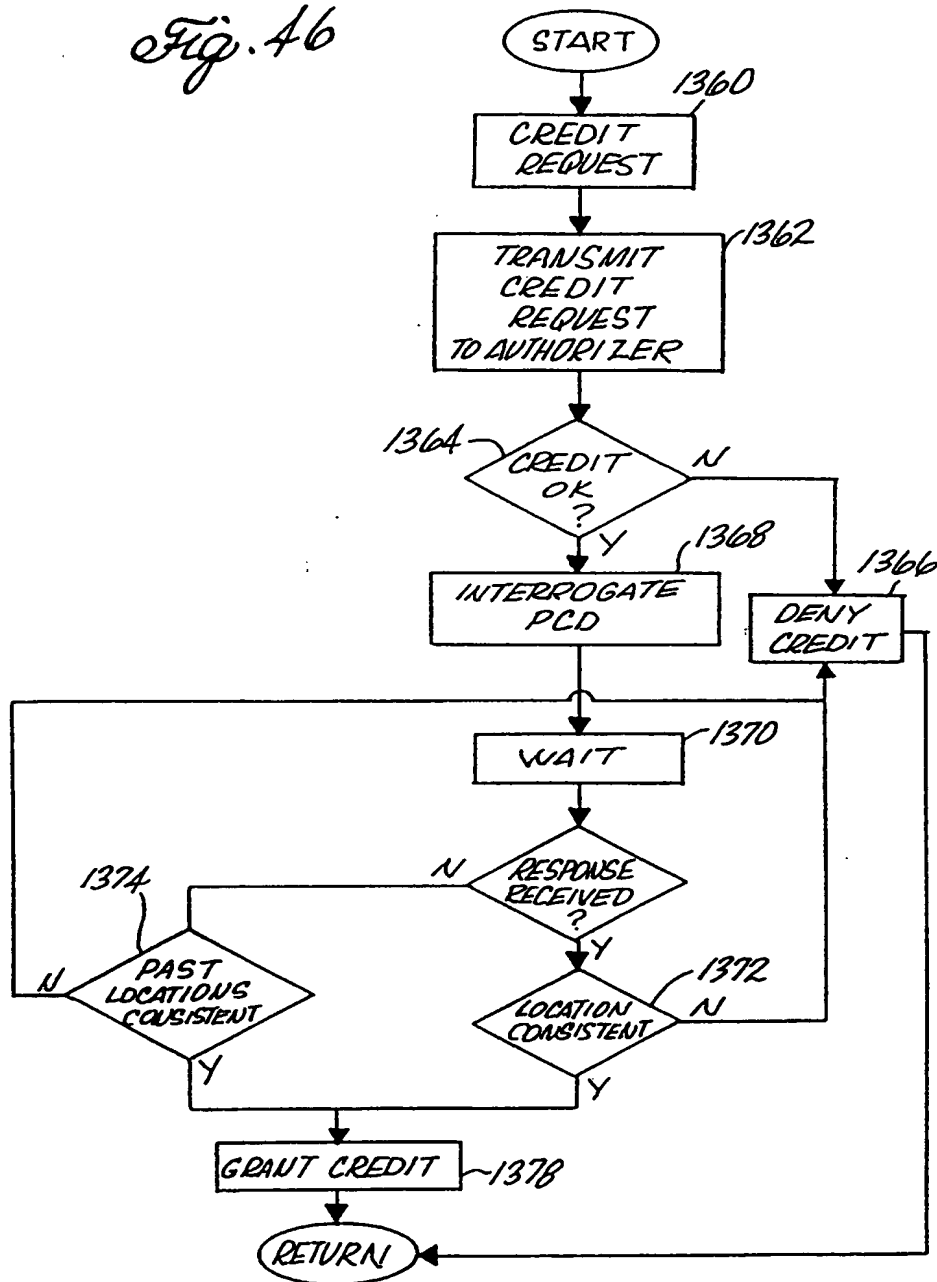 Fig. 46
START
1360
CREDIT
REQUEST
1362
TRANSMIT
CREDIT
REQUEST
TO AUTHORIZER
1364
CREDIT
OK
?
N
Y
1368
INTERROGATE
PCD
1366
DENY
CREDIT
1370
WAIT
RESPONSE
RECEIVED
?
N
Y
1374
PAST
LOCATIONS
CONSISTENT
N
Y
1372
LOCATION
CONSISTENT
N
Y
GRANT CREDIT
1378
RETURN